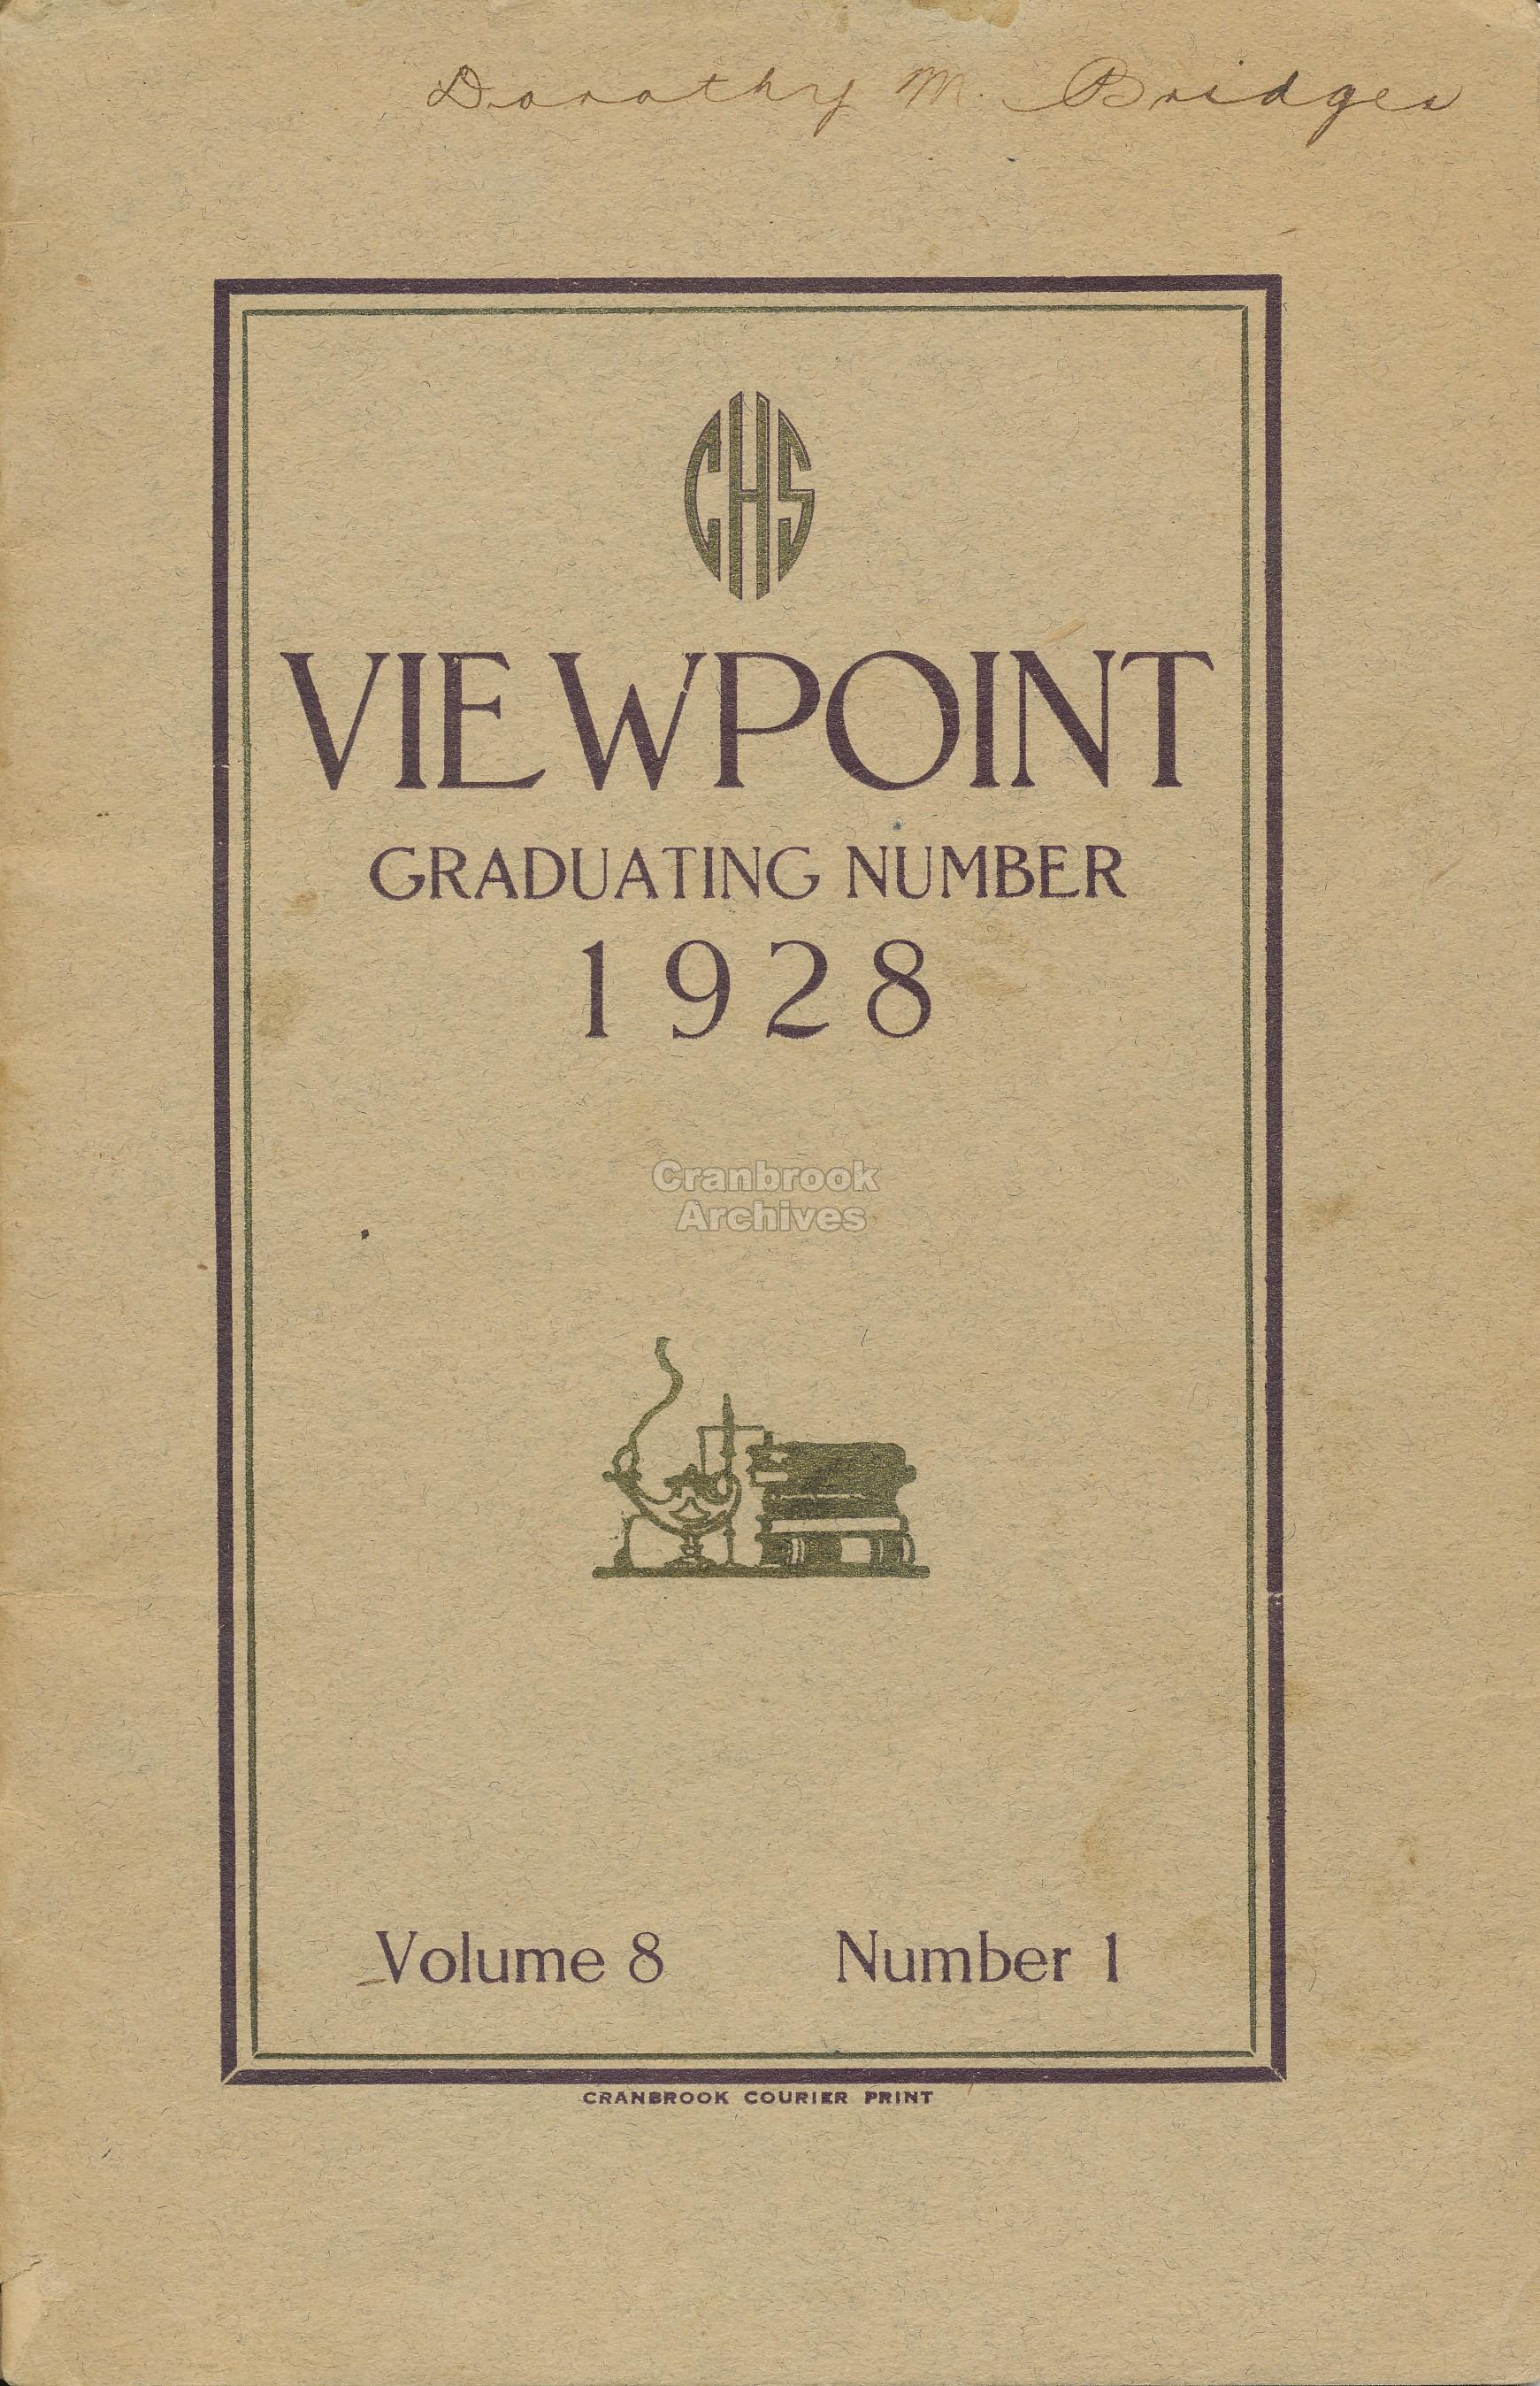 Dorothy M. Bridges
CHS
VIEWPOINT
GRADUATING NUMBER
1928
Cranbrook
Archives
Volume 8 Number 1
CRANBROOK COURIER PRINT